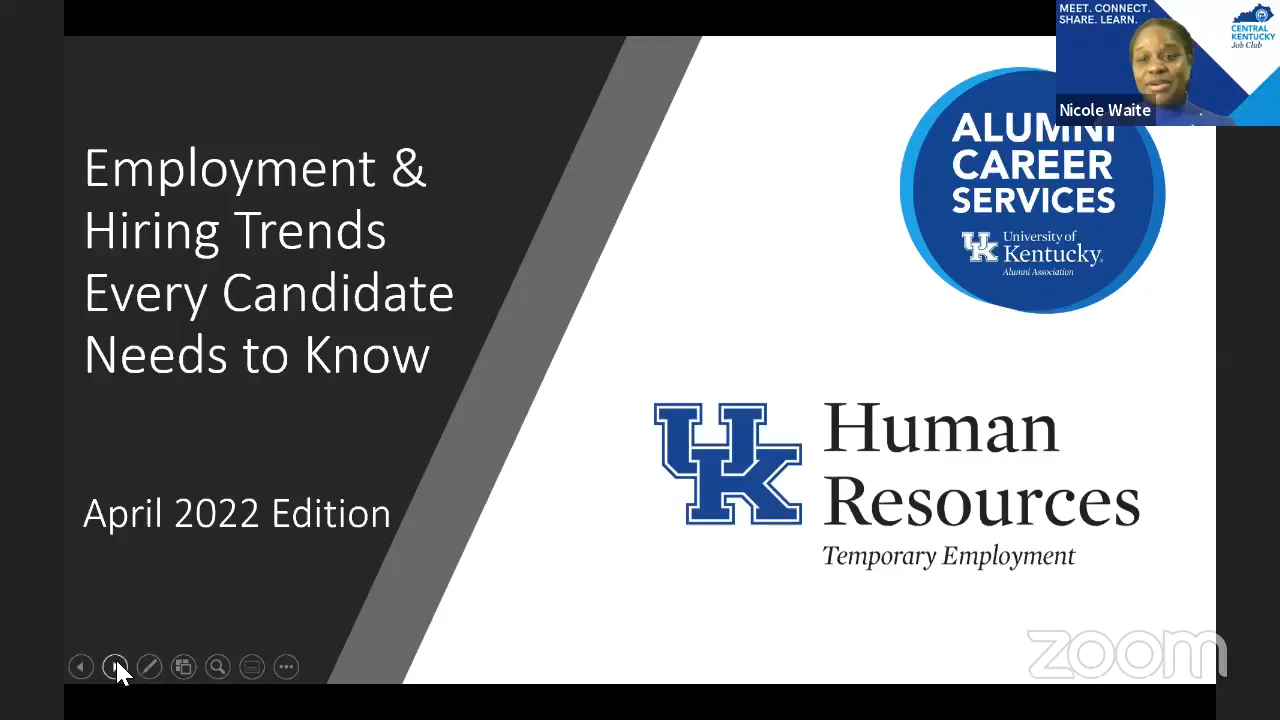 Employment &
Hiring Trends
Every Candidate
Needs to Know
April 2022 Edition
MEET. CONNECT.
SHARE. LEARN.
CENTRAL
KENTUCKY
Job Club
Nicole Waite
ALUMNI
CAREER
SERVICES
UK
University of
Kentucky
Alumni Association
UK
Human
Resources
Temporary Employment
zoom